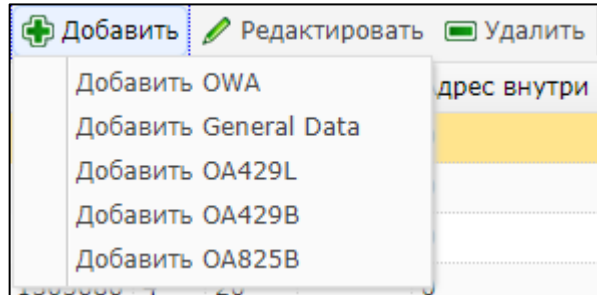 Добавить Редактировать Удалить
Добавить OWA
дрес внутри
Добавить General Data
Добавить OA429L
Добавить OA429B
Добавить OA825B